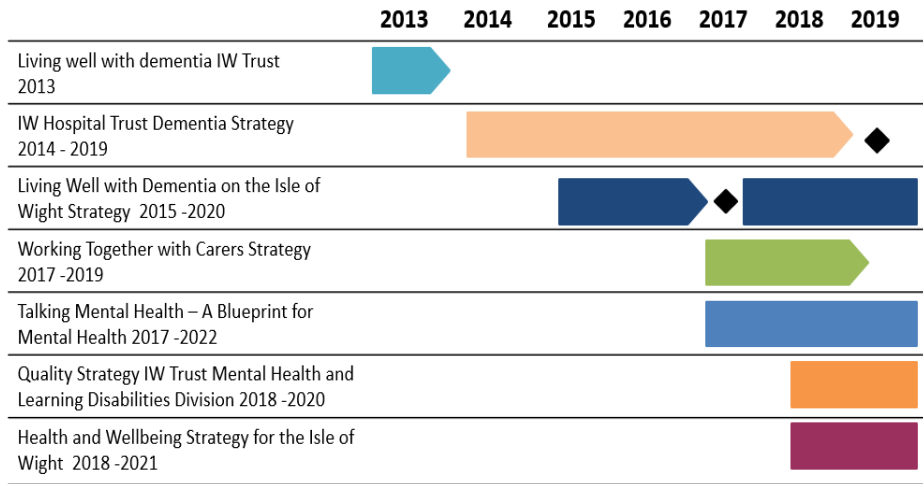 2013 2014 2015 2016 2017 2018 2019
Living well with dementia IW Trust
2013
IW Hospital Trust Dementia Strategy
2014 - 2019
Living Well with Dementia on the Isle of
Wight Strategy 2015 -2020
Working Together with Carers Strategy
2017 -2019
Talking Mental Health – A Blueprint for
Mental Health 2017 -2022
Quality Strategy IW Trust Mental Health and
Learning Disabilities Division 2018 -2020
Health and Wellbeing Strategy for the Isle of
Wight 2018 -2021